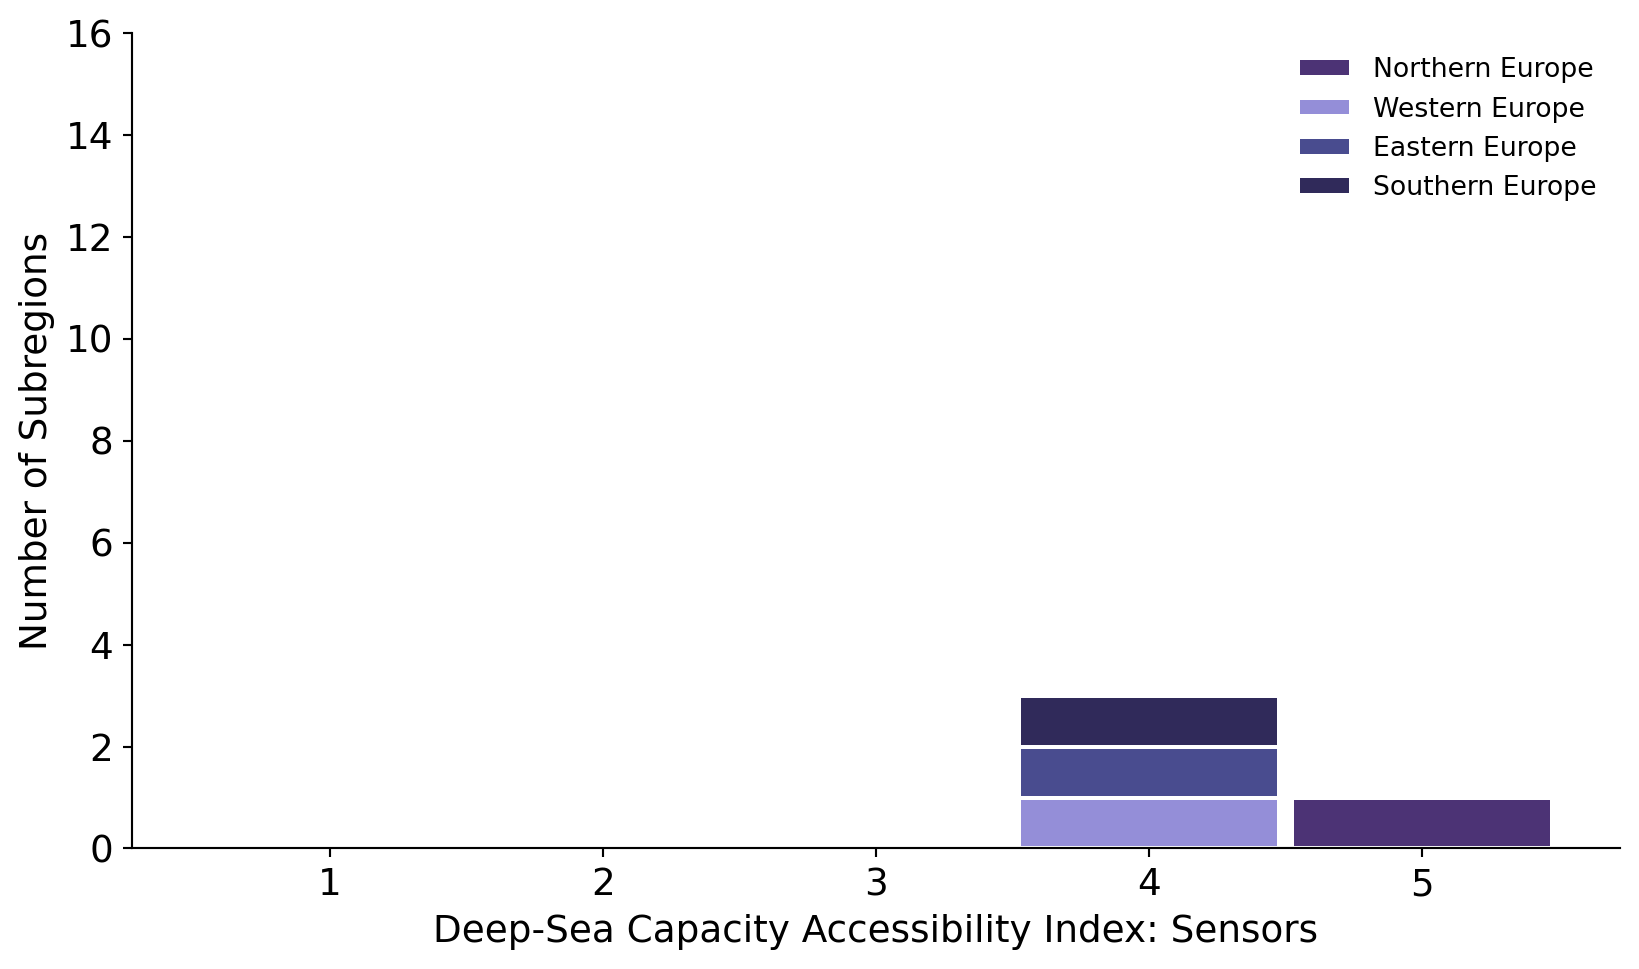 Number of Subregions
16
14
12
10
8
6
4
2
0
Northern Europe
Western Europe
Eastern Europe
Southern Europe
1 2 3 4 5
Deep-Sea Capacity Accessibility Index: Sensors